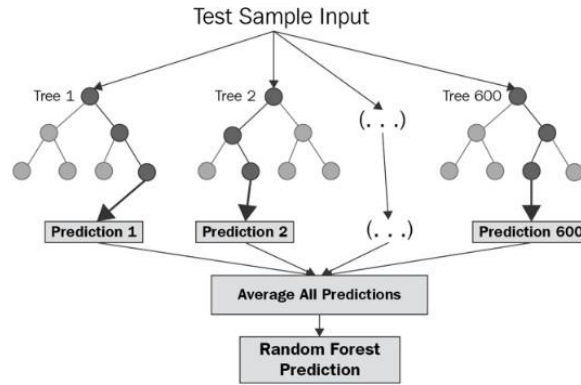 Test Sample Input
Tree 1
Tree 2
(. . .)
Tree 600
Prediction 1
Prediction 2
(. . .)
Prediction 600
Average All Predictions
Random Forest
Prediction